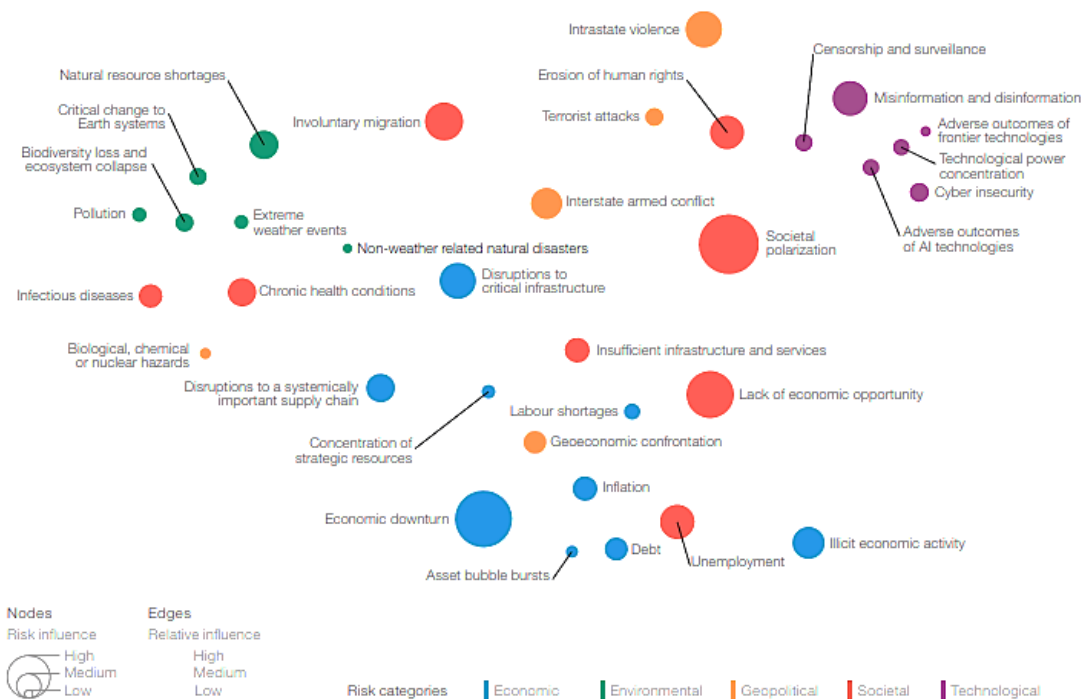 Intrastate violence
Censorship and surveillance
Natural resource shortages
Erosion of human rights
Misinformation and disinformation
Critical change to
Earth systems
Involuntary migration
Terrorist attacks
Adverse outcomes of
frontier technologies
Biodiversity loss and
ecosystem collapse
Technological power
concentration
Cyber insecurity
Pollution
Extreme
weather events
Interstate armed conflict
Adverse outcomes
of AI technologies
Societal
polarization
Non-weather related natural disasters
Disruptions to
critical infrastructure
Infectious diseases
Chronic health conditions
Biological, chemical
or nuclear hazards
Insufficient infrastructure and services
Disruptions to a systemically
important supply chain
Lack of economic opportunity
Labour shortages
Concentration of
strategic resources
Geoeconomic confrontation
Inflation
Economic downturn
Debt
Unemployment
Illicit economic activity
Asset bubble bursts
Nodes
Risk influence
High
Medium
Low
Edges
Relative influence
High
Medium
Low
Risk categories
Economic
Environmental
Geopolitical
Societal
Technological